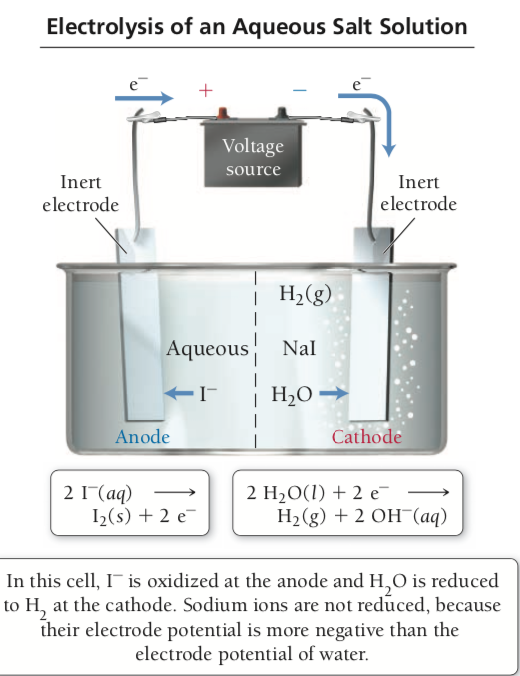 Electrolysis of an Aqueous Salt Solution
e⁻
+
−
e⁻
Voltage
source
Inert
electrode
Inert
electrode
H₂(g)
Aqueous NaI
I⁻
H₂O
Anode
Cathode
2 I⁻(aq) ⟶
I₂(s) + 2 e⁻
2 H₂O(l) + 2 e⁻ ⟶
H₂(g) + 2 OH⁻(aq)
In this cell, I⁻ is oxidized at the anode and H₂O is reduced
to H₂ at the cathode. Sodium ions are not reduced, because
their electrode potential is more negative than the
electrode potential of water.